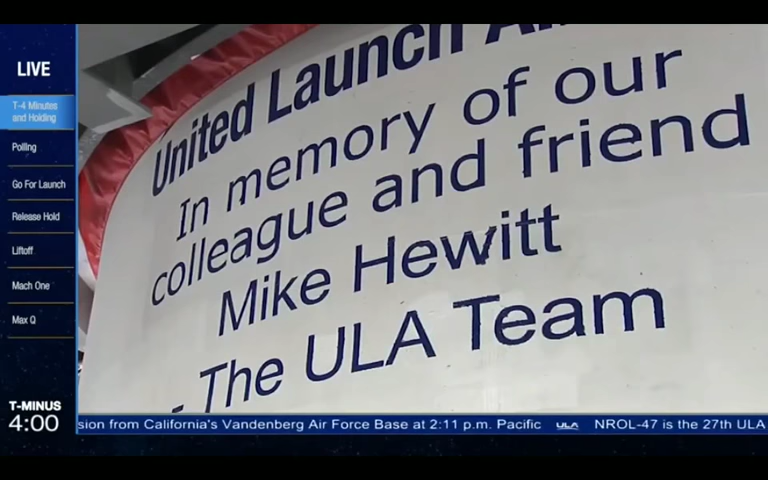 LIVE
T-4 Minutes
and Holding
Polling
Go For Launch
Release Hold
Liftoff
Mach One
Max Q
T-MINUS
4:00
United Launch
In memory of our
colleague and friend
Mike Hewitt
- The ULA Team
sion from California's Vandenberg Air Force Base at 2:11 p.m. Pacific ULA NROL-47 is the 27th ULA